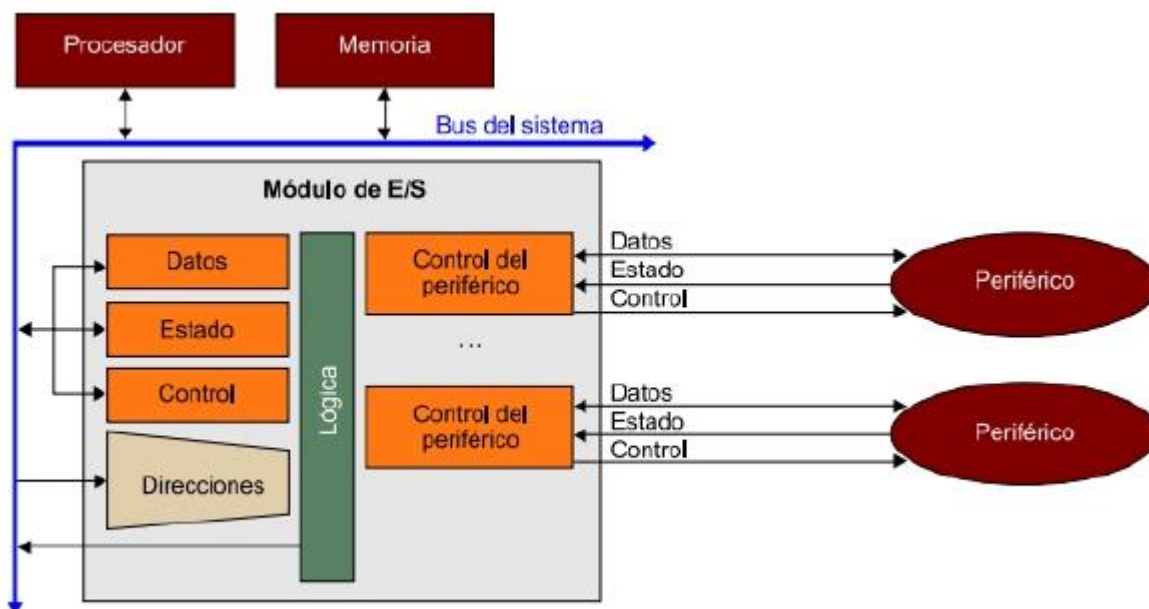 Procesador
Memoria
Bus del sistema
Módulo de E/S
Datos
Estado
Control
Direcciones
Lógica
Control del
periférico
...
Control del
periférico
Datos
Estado
Control
Periférico
Datos
Estado
Control
Periférico